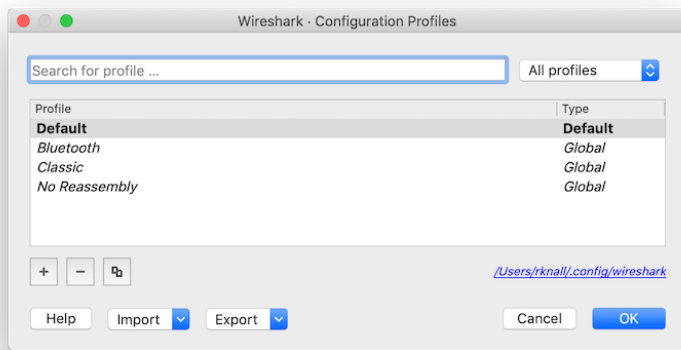 Wireshark · Configuration Profiles
Search for profile ...
All profiles
Profile Type
Default Default
Bluetooth Global
Classic Global
No Reassembly Global
+ −
/Users/rknall/.config/wireshark
Help Import Export Cancel OK